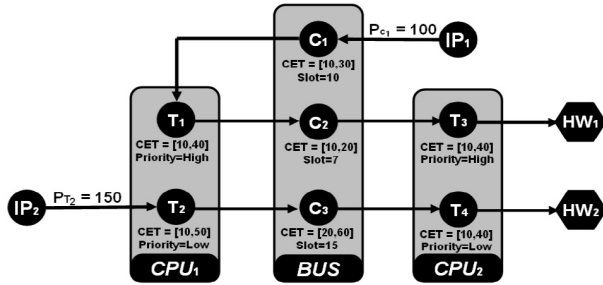 C1
P_C1 = 100
IP1
CET = [10,30]
Slot=10
T1
C2
T3
HW1
CET = [10,40]
Priority=High
CET = [10,20]
Slot=7
CET = [10,40]
Priority=High
IP2
P_T2 = 150
T2
C3
T4
HW2
CET = [10,50]
Priority=Low
CET = [20,60]
Slot=15
CET = [10,40]
Priority=Low
CPU1
BUS
CPU2